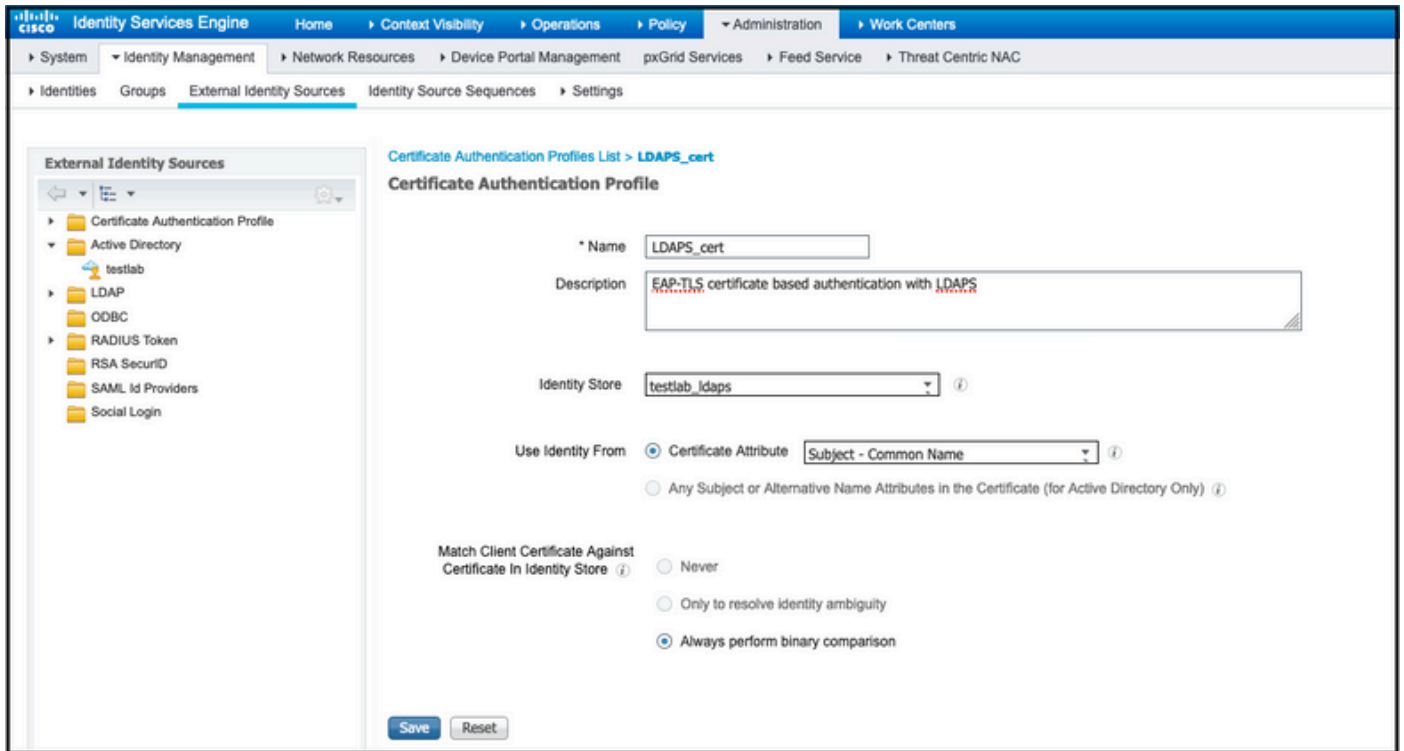 cisco Identity Services Engine Home Context Visibility Operations Policy Administration Work Centers
System Identity Management Network Resources Device Portal Management pxGrid Services Feed Service Threat Centric NAC
Identities Groups External Identity Sources Identity Source Sequences Settings
External Identity Sources
Certificate Authentication Profile
Active Directory
testlab
LDAP
ODBC
RADIUS Token
RSA SecurID
SAML Id Providers
Social Login
Certificate Authentication Profiles List > LDAPS_cert
Certificate Authentication Profile
* Name LDAPS_cert
Description EAP-TLS certificate based authentication with LDAPS
Identity Store testlab_ldaps
Use Identity From Certificate Attribute Subject - Common Name
Any Subject or Alternative Name Attributes in the Certificate (for Active Directory Only)
Match Client Certificate Against
Certificate In Identity Store Never
Only to resolve identity ambiguity
Always perform binary comparison
Save Reset